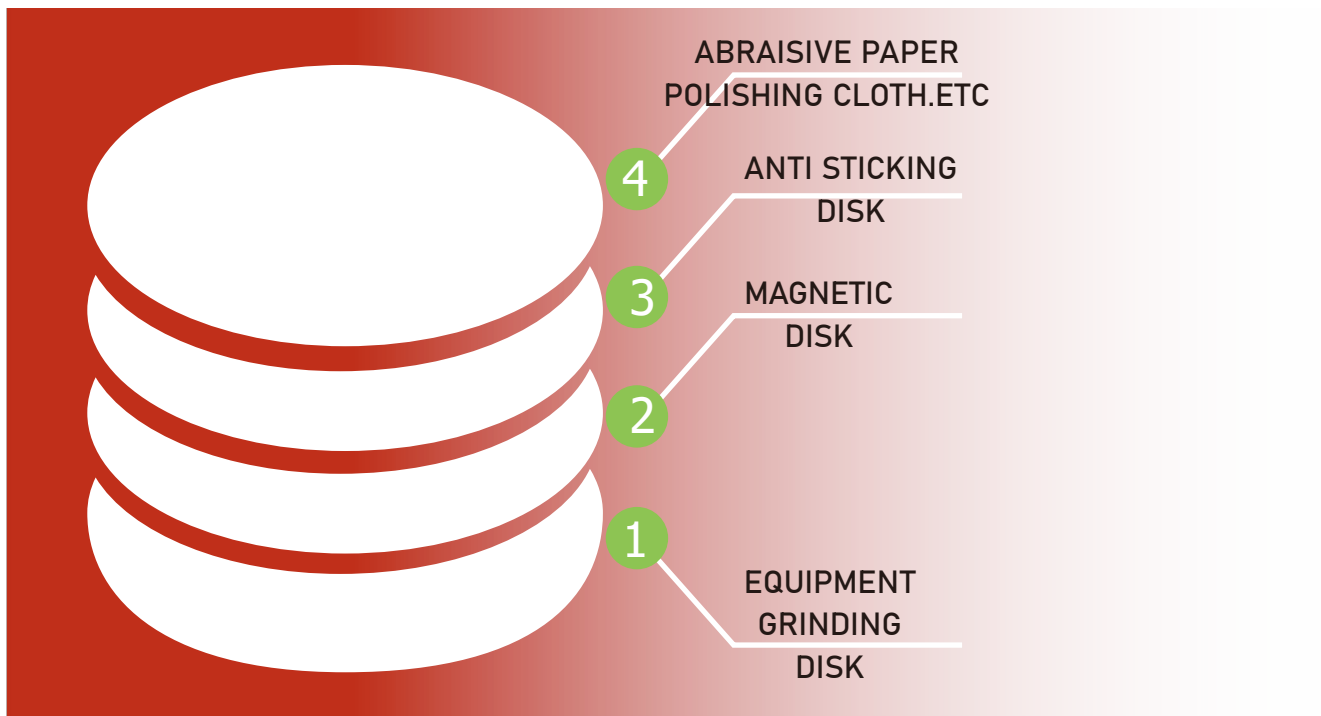 ABRAISIVE PAPER
POLISHING CLOTH.ETC
4
ANTI STICKING
DISK
3
MAGNETIC
DISK
2
1
EQUIPMENT
GRINDING
DISK